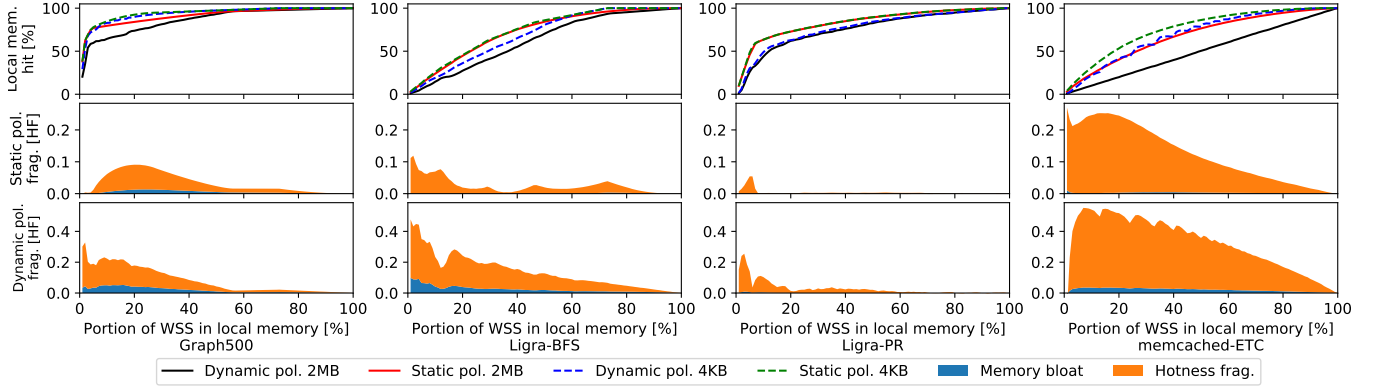 Local mem.
hit [%]
100
50
0
100
50
0
100
50
0
100
50
0
Static pol.
frag. [HF]
0.2
0.1
0.0
0.2
0.1
0.0
0.2
0.1
0.0
0.2
0.1
0.0
Dynamic pol.
frag. [HF]
0.4
0.2
0.0
0.4
0.2
0.0
0.4
0.2
0.0
0.4
0.2
0.0
0 20 40 60 80 100
0 20 40 60 80 100
0 20 40 60 80 100
0 20 40 60 80 100
Portion of WSS in local memory [%]
Graph500
Portion of WSS in local memory [%]
Ligra-BFS
Portion of WSS in local memory [%]
Ligra-PR
Portion of WSS in local memory [%]
memcached-ETC
Dynamic pol. 2MB Static pol. 2MB Dynamic pol. 4KB Static pol. 4KB Memory bloat Hotness frag.